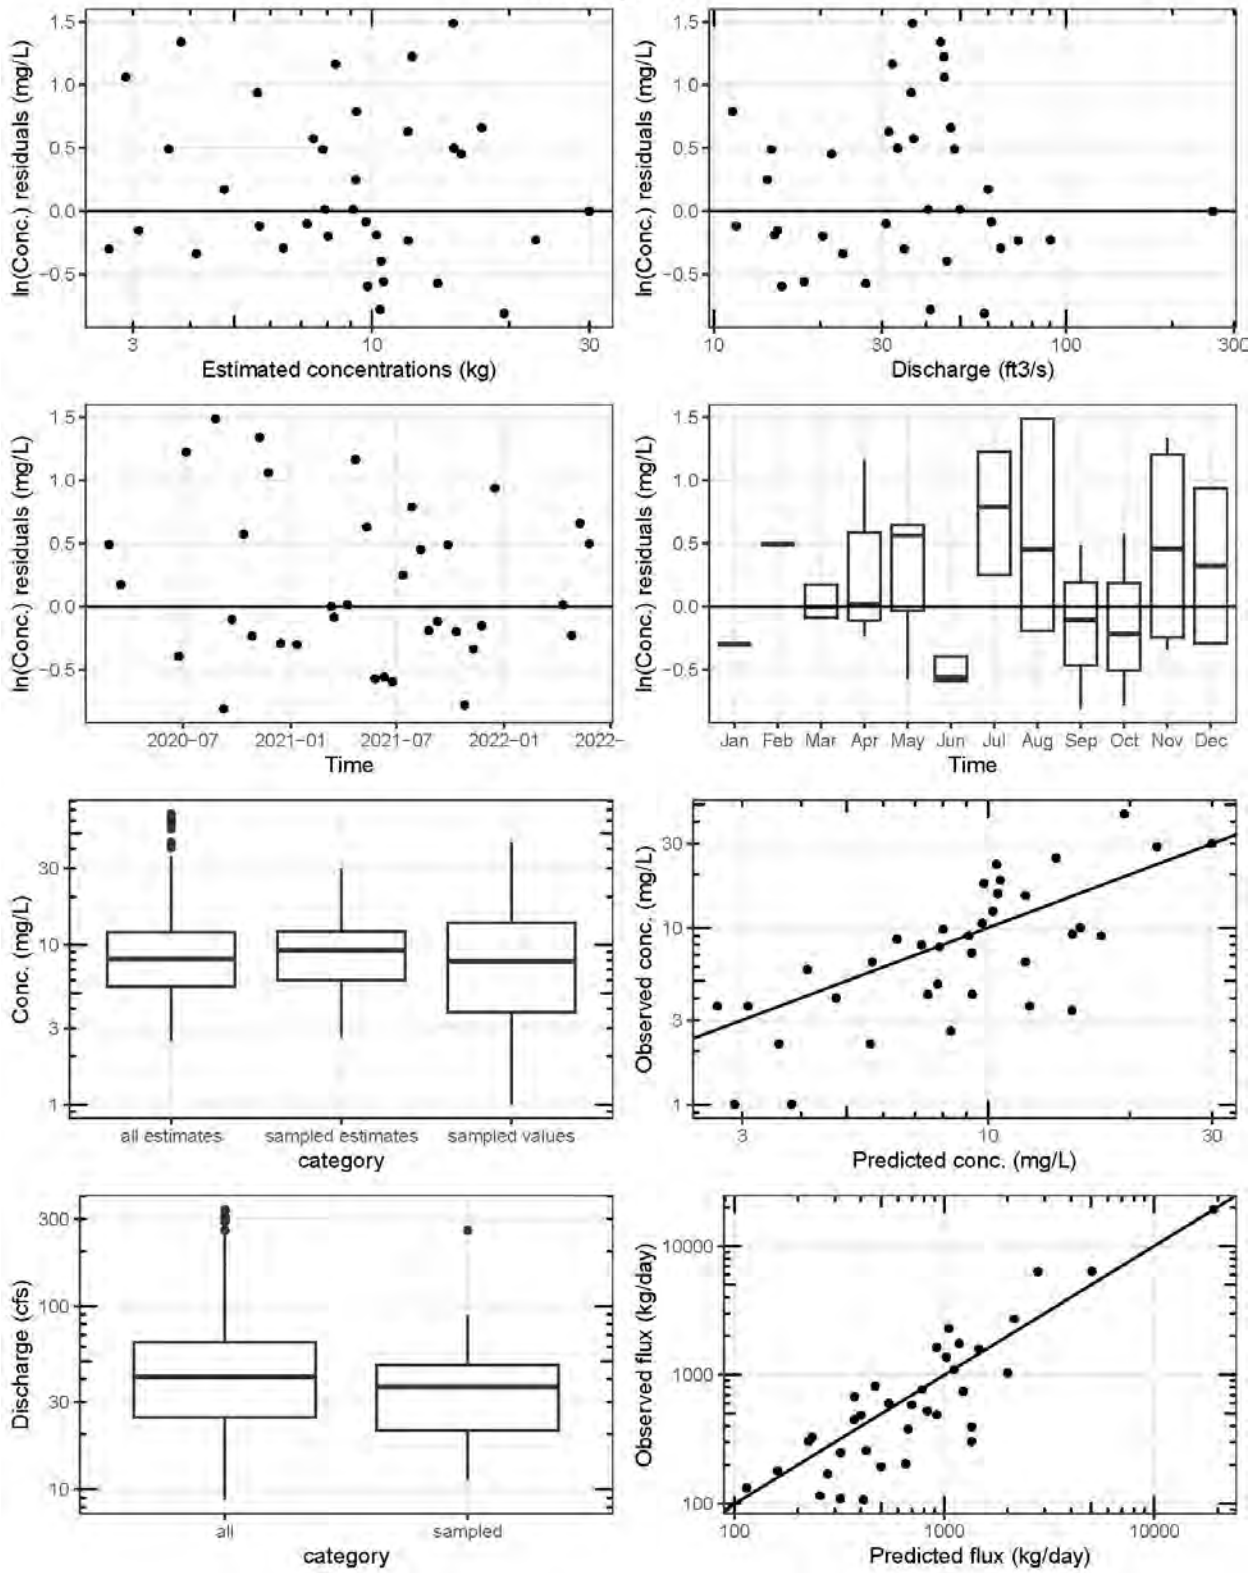 ln(Conc.) residuals (mg/L)
1.5
1.0
0.5
0.0
−0.5
3
10
30
Estimated concentrations (kg)
ln(Conc.) residuals (mg/L)
1.5
1.0
0.5
0.0
−0.5
10
30
100
300
Discharge (ft3/s)
ln(Conc.) residuals (mg/L)
1.5
1.0
0.5
0.0
−0.5
2020−07
2021−01
2021−07
2022−01
2022−
Time
ln(Conc.) residuals (mg/L)
1.5
1.0
0.5
0.0
−0.5
Jan Feb Mar Apr May Jun Jul Aug Sep Oct Nov Dec
Time
Conc. (mg/L)
30
10
3
1
all estimates
sampled estimates
sampled values
category
Observed conc. (mg/L)
30
10
3
1
3
10
30
Predicted conc. (mg/L)
Discharge (cfs)
300
100
30
10
all
sampled
category
Observed flux (kg/day)
10000
1000
100
100
1000
10000
Predicted flux (kg/day)